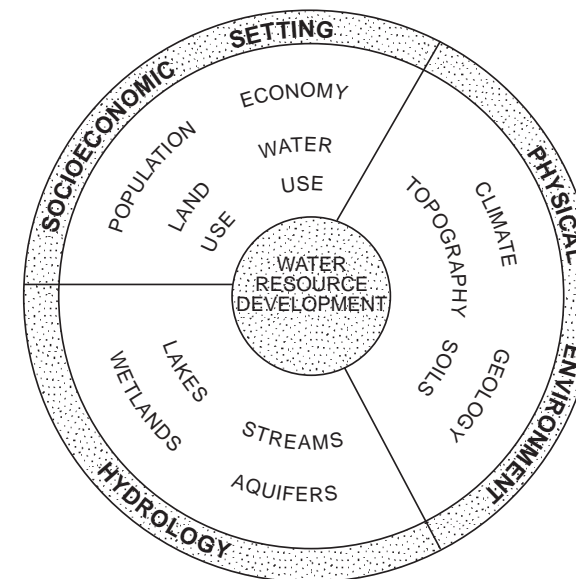 SOCIOECONOMIC SETTING
ECONOMY
POPULATION
WATER
USE
LAND
USE
PHYSICAL ENVIRONMENT
CLIMATE
TOPOGRAPHY
SOILS
GEOLOGY
WATER
RESOURCE
DEVELOPMENT
LAKES
WETLANDS
STREAMS
AQUIFERS
HYDROLOGY